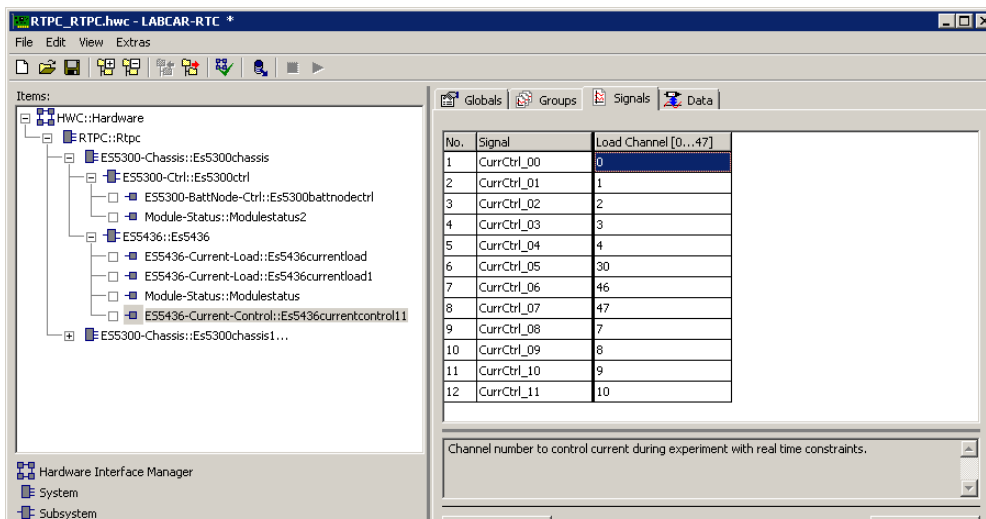 RTPC_RTPC.hwc - LABCAR-RTC *
File Edit View Extras
Items:
HWC::Hardware
RTPC::Rtpc
ES5300-Chassis::Es5300chassis
ES5300-Ctrl::Es5300ctrl
ES5300-BattNode-Ctrl::Es5300battnodectrl
Module-Status::Modulestatus2
ES5436::Es5436
ES5436-Current-Load::Es5436currentload
ES5436-Current-Load::Es5436currentload1
Module-Status::Modulestatus
ES5436-Current-Control::Es5436currentcontrol11
ES5300-Chassis::Es5300chassis1...
Hardware Interface Manager
System
Subsystem
Globals Groups Signals Data
No. Signal Load Channel [0...47]
1 CurrCtrl_00 0
2 CurrCtrl_01 1
3 CurrCtrl_02 2
4 CurrCtrl_03 3
5 CurrCtrl_04 4
6 CurrCtrl_05 30
7 CurrCtrl_06 46
8 CurrCtrl_07 47
9 CurrCtrl_08 7
10 CurrCtrl_09 8
11 CurrCtrl_10 9
12 CurrCtrl_11 10
Channel number to control current during experiment with real time constraints.